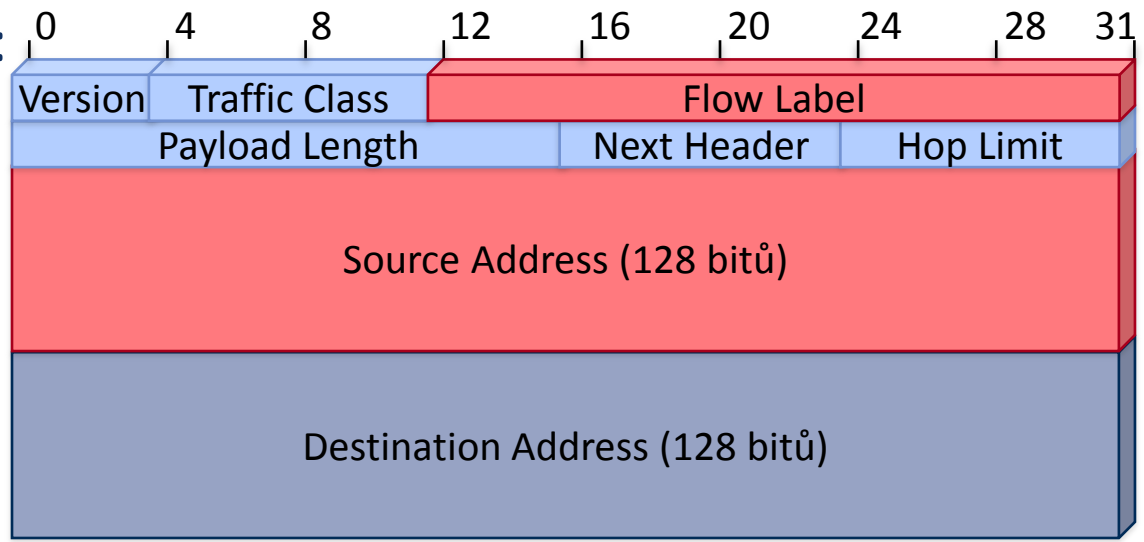 : 0 4 8 12 16 20 24 28 31
Version Traffic Class Flow Label
Payload Length Next Header Hop Limit
Source Address (128 bitů)
Destination Address (128 bitů)